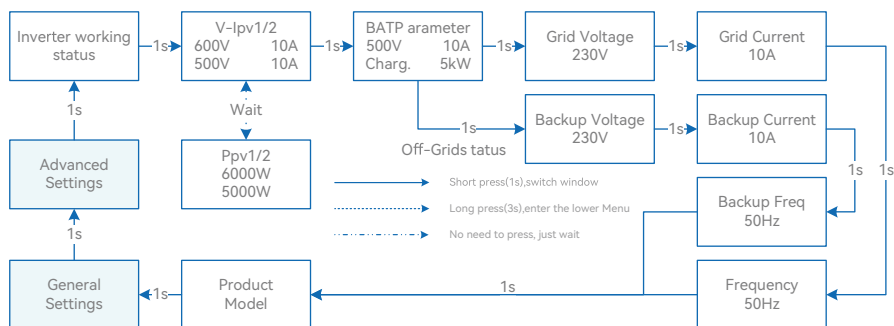 Inverter working
status
1s
V-Ipv1/2
600V 10A
500V 10A
1s
BATP arameter
500V 10A
Charg. 5kW
1s
Grid Voltage
230V
1s
Grid Current
10A
1s
Wait
1s
Backup Voltage
230V
1s
Backup Current
10A
Off-Grids tatus
Advanced
Settings
Ppv1/2
6000W
5000W
Short press(1s),switch window
Long press(3s),enter the lower Menu
No need to press, just wait
1s
1s
Backup Freq
50Hz
1s
General
Settings
1s
Product
Model
1s
Frequency
50Hz